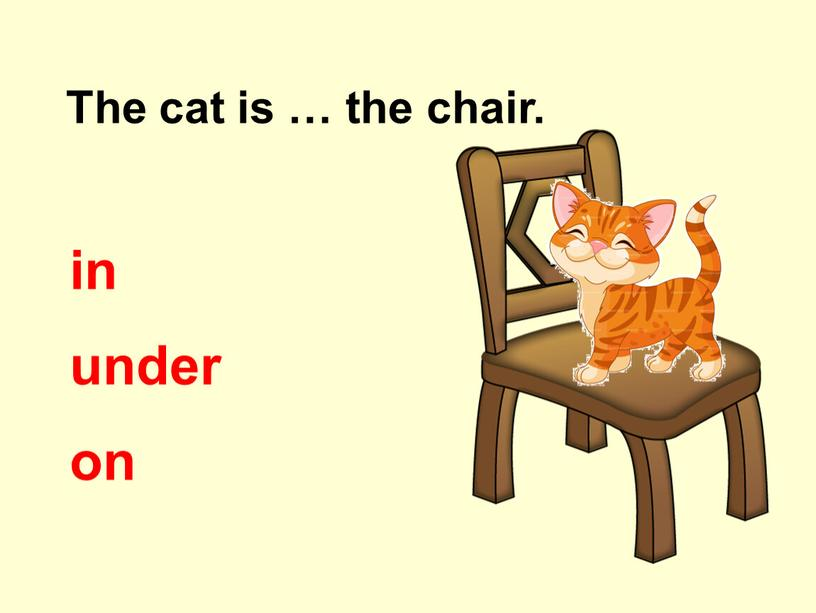 The cat is … the chair.
in
under
on